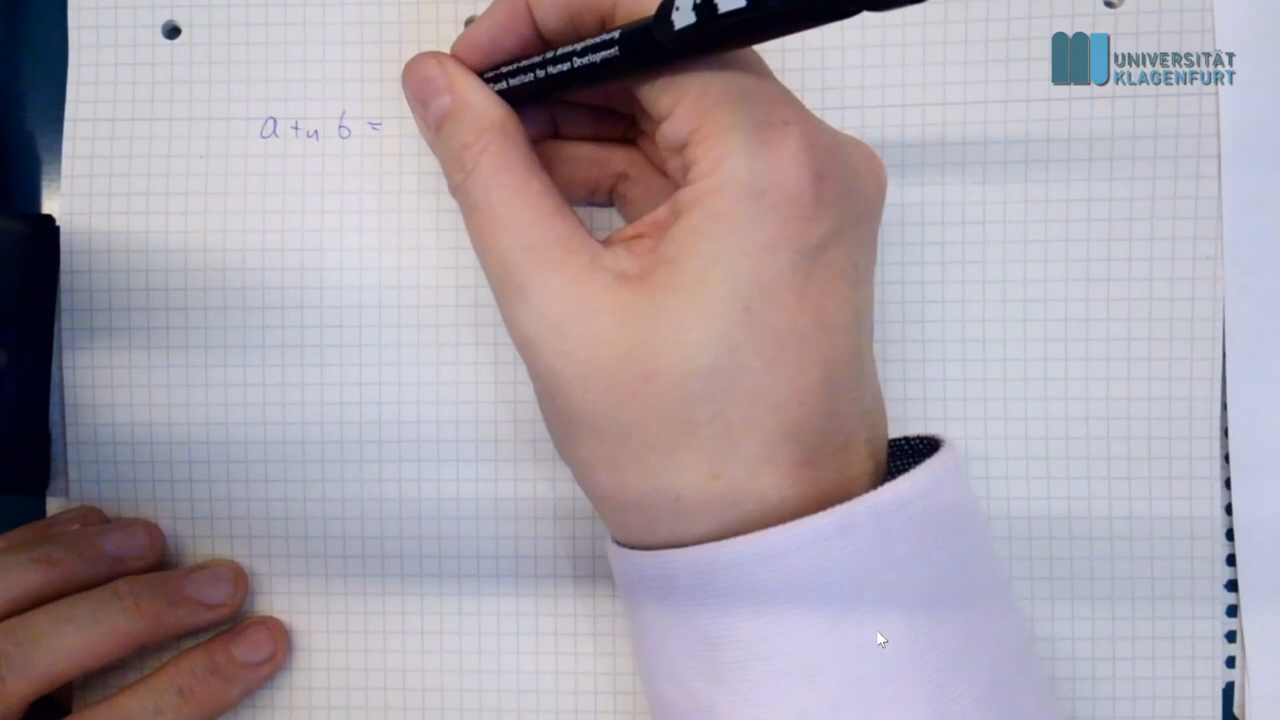 UNIVERSITÄT
KLAGENFURT
Institute for Human Development
a +ₙ b =